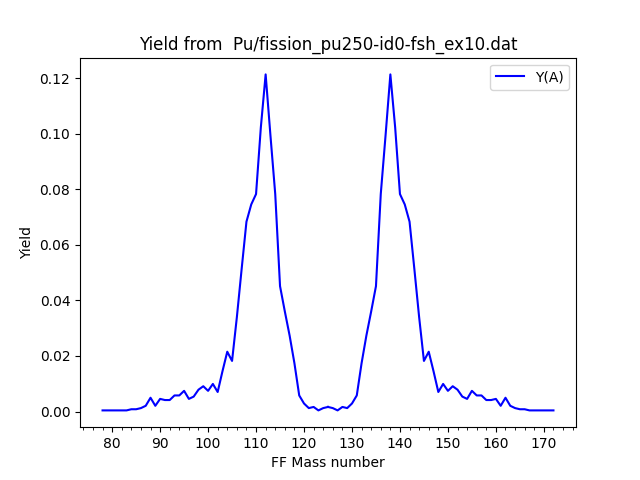 Yield from  Pu/fission_pu250-id0-fsh_ex10.dat
Y(A)
0.12
0.10
0.08
0.06
0.04
0.02
0.00
Yield
80 90 100 110 120 130 140 150 160 170
FF Mass number